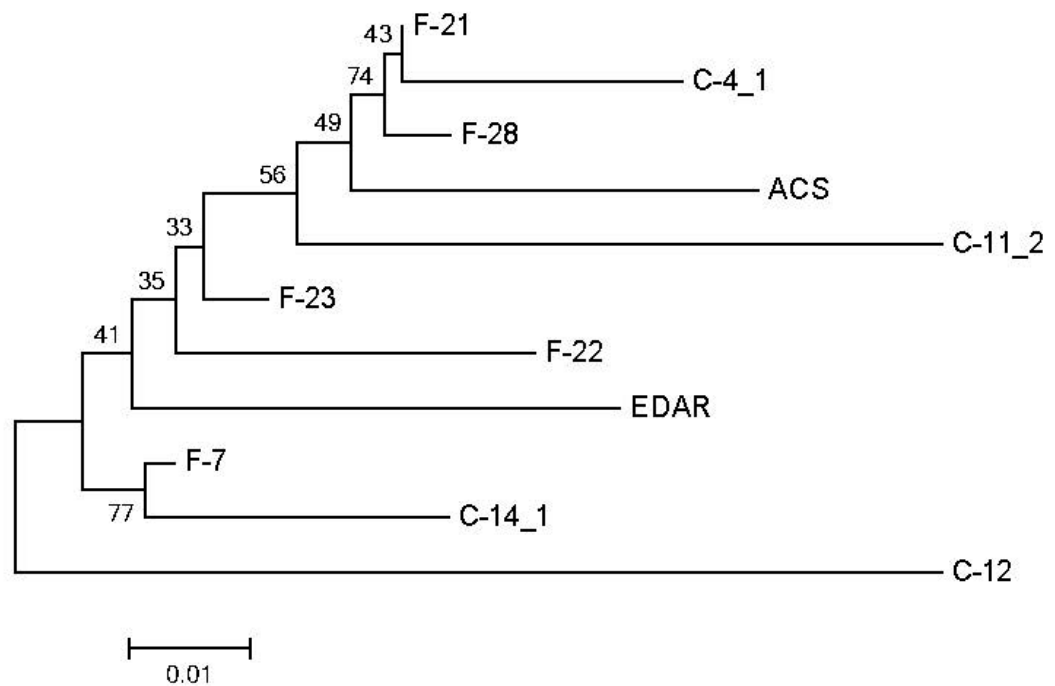 F-21
43
C-4_1
74
F-28
49
ACS
56
C-11_2
33
F-23
35
F-22
41
EDAR
F-7
C-14_1
77
C-12
0.01